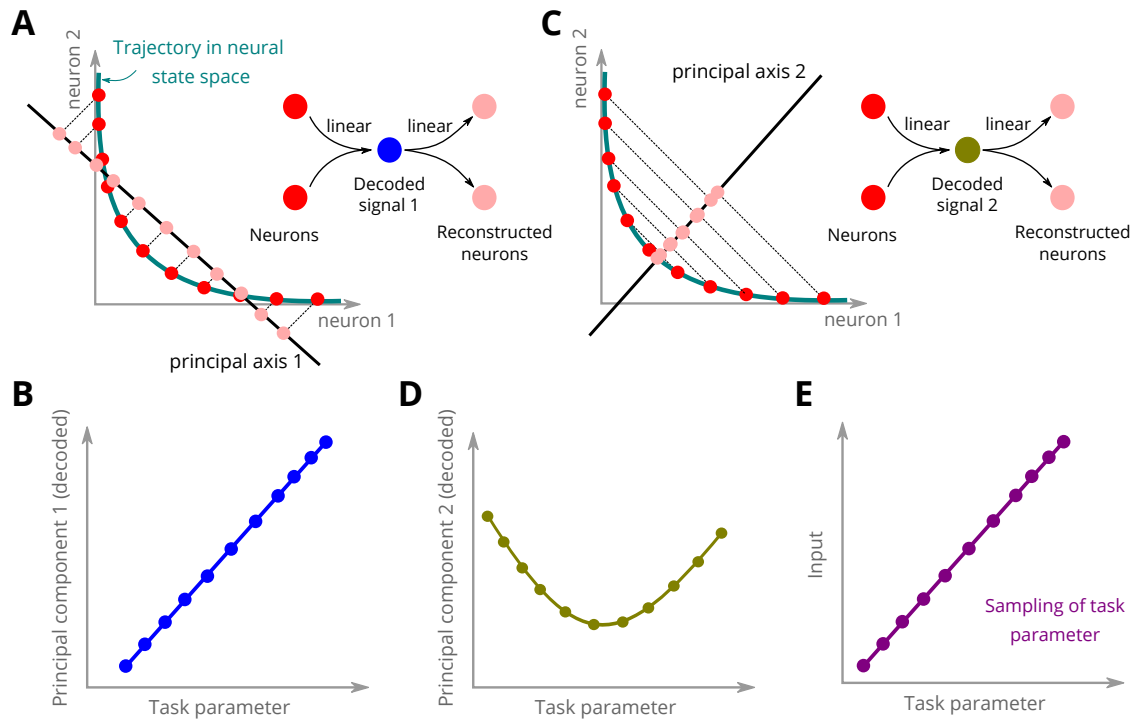 A
neuron 2
Trajectory in neural
state space
linear
linear
Decoded
signal 1
Neurons
Reconstructed
neurons
neuron 1
principal axis 1
C
neuron 2
principal axis 2
linear
linear
Decoded
signal 2
Neurons
Reconstructed
neurons
neuron 1
B
Principal component 1 (decoded)
Task parameter
D
Principal component 2 (decoded)
Task parameter
E
Input
Sampling of task
parameter
Task parameter